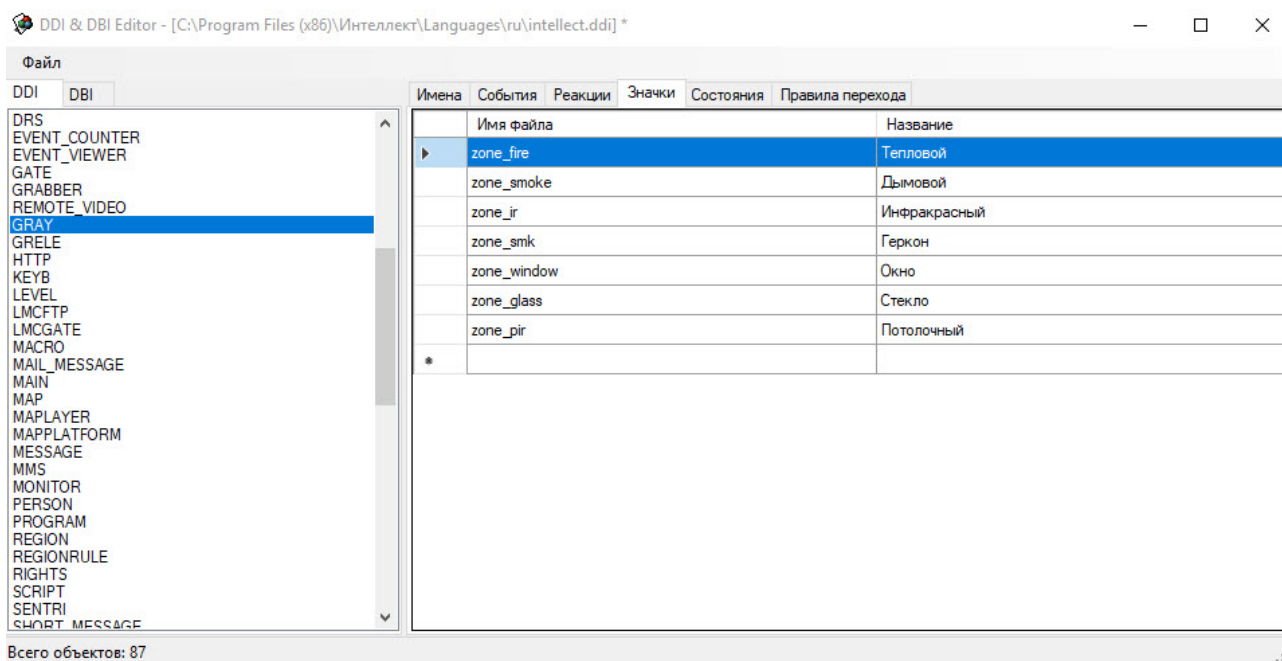 DDI & DBI Editor - [C:\Program Files (x86)\Интеллект\Languages\ru\intellect.ddi] *
Файл
DDI DBI
DRS
EVENT_COUNTER
EVENT_VIEWER
GATE
GRABBER
REMOTE_VIDEO
GRAY
GRELE
HTTP
KEYB
LEVEL
LMCFTP
LMCGATE
MACRO
MAIL_MESSAGE
MAIN
MAP
MAPLAYER
MAPPLATFORM
MESSAGE
MMS
MONITOR
PERSON
PROGRAM
REGION
REGIONRULE
RIGHTS
SCRIPT
SENTRI
SHORT_MESSAGE
Имена События Реакции Значки Состояния Правила перехода
Имя файла Название
zone_fire Тепловой
zone_smoke Дымовой
zone_ir Инфракрасный
zone_smk Геркон
zone_window Окно
zone_glass Стекло
zone_pir Потолочный
Всего объектов: 87